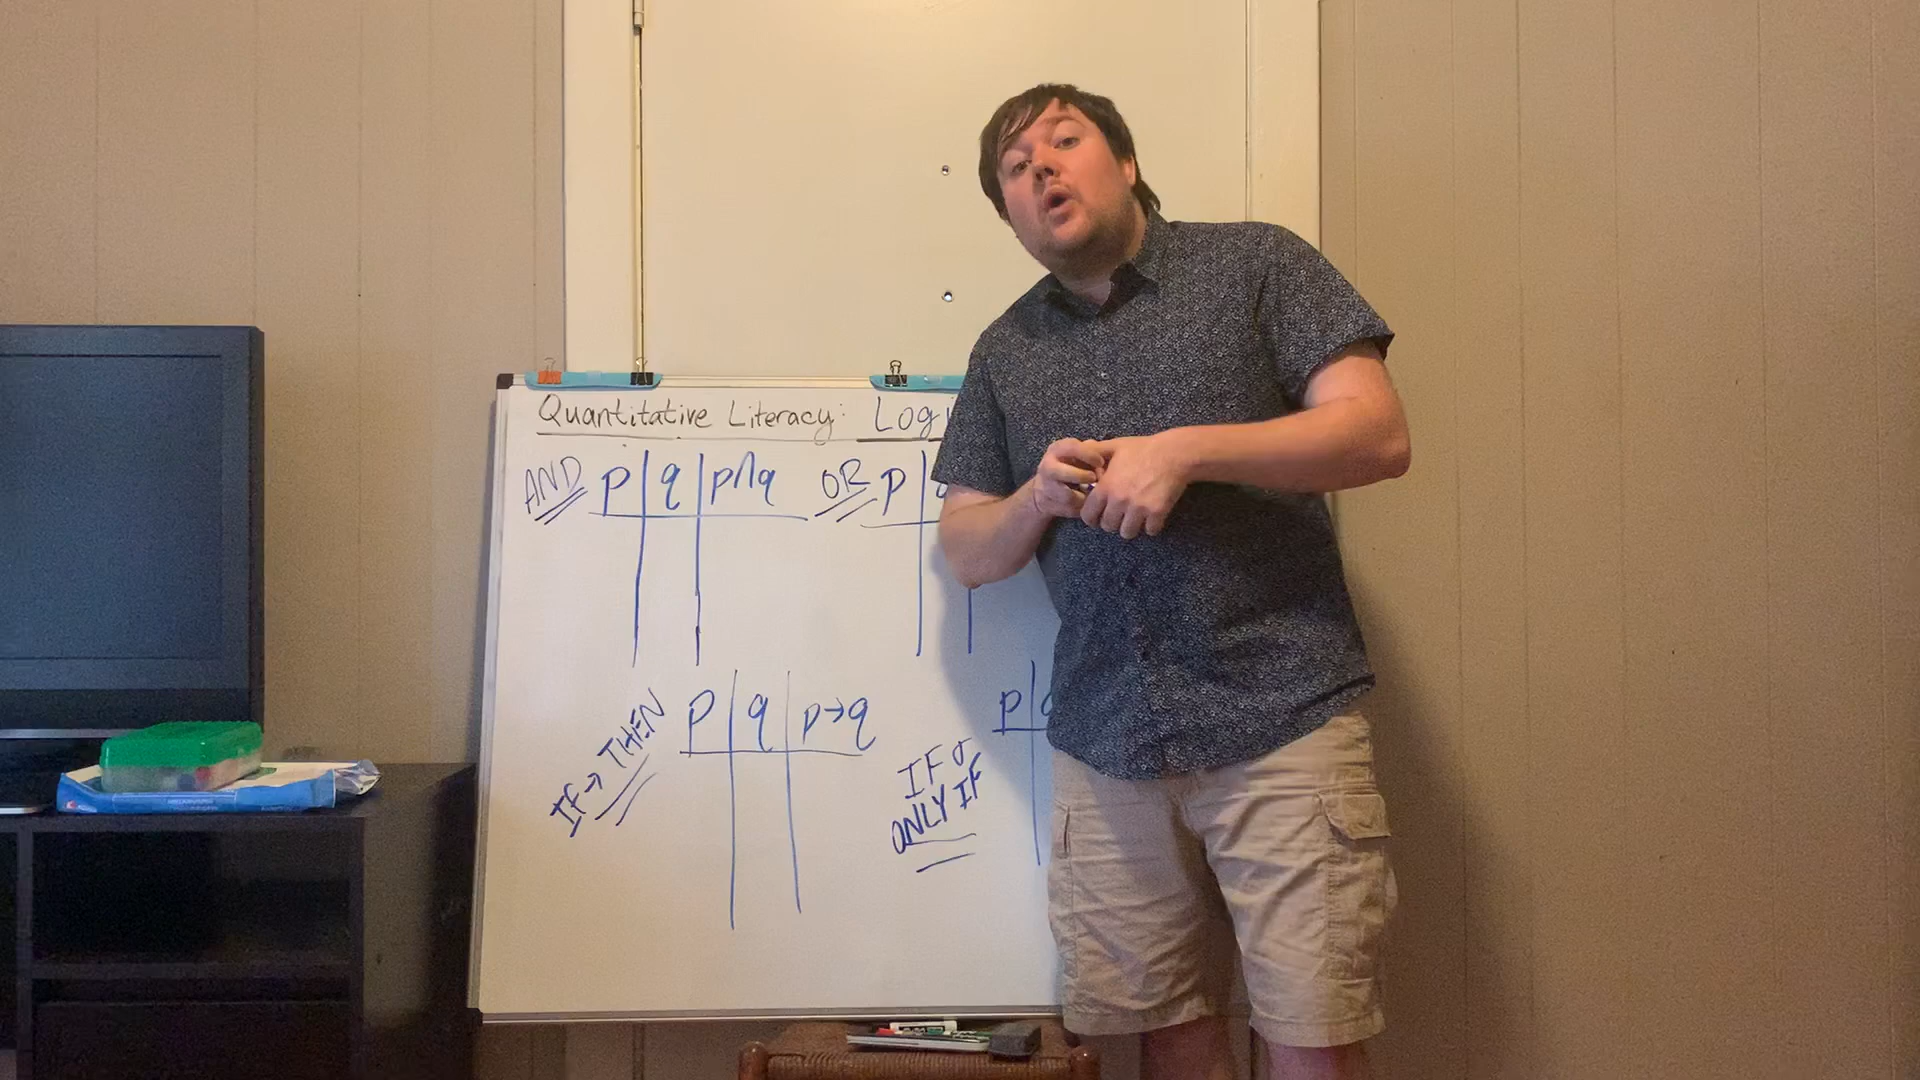 Quantitative Literacy: Log
AND p q p∧q OR p
IF→THEN p q p→q
p
IF &
ONLY IF